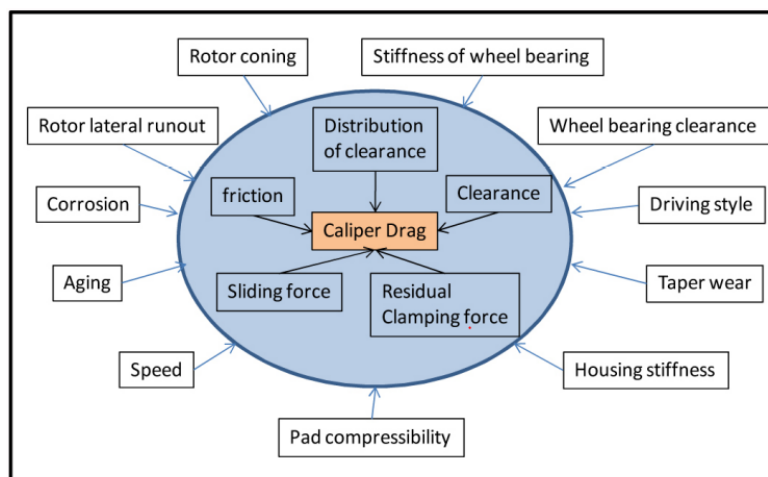 Rotor coning
Stiffness of wheel bearing
Rotor lateral runout
Distribution
of clearance
Wheel bearing clearance
Corrosion
friction
Clearance
Driving style
Caliper Drag
Aging
Sliding force
Residual
Clamping force
Taper wear
Speed
Housing stiffness
Pad compressibility